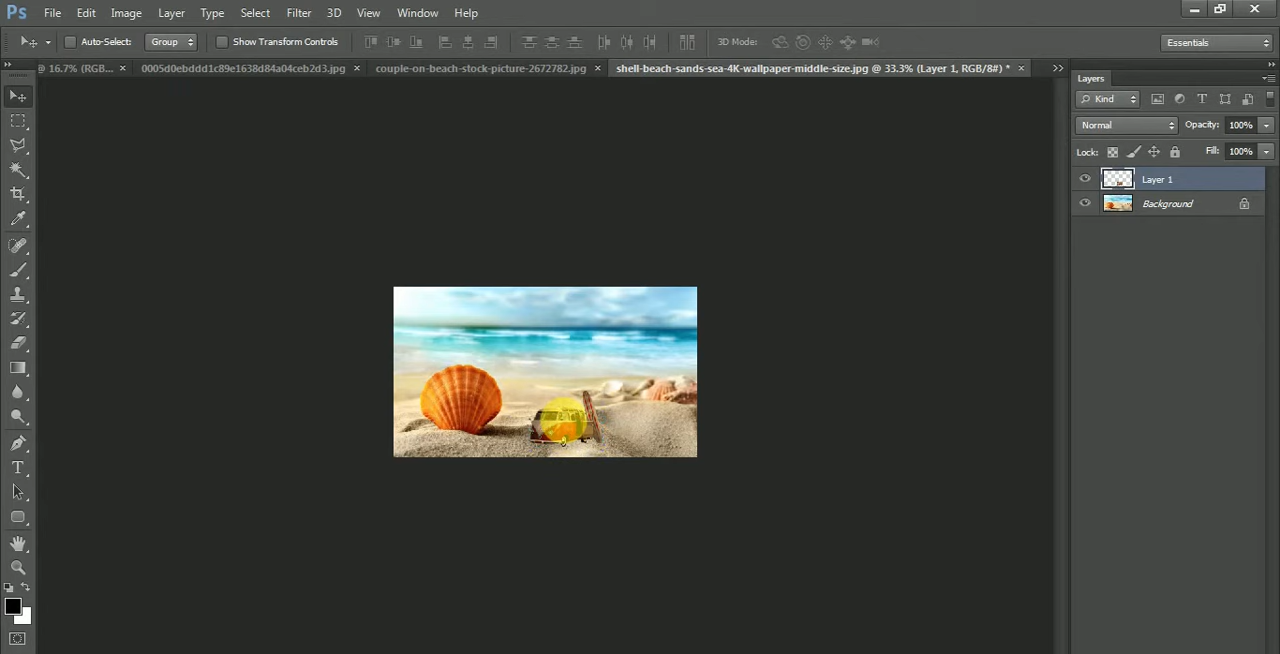 Ps File Edit Image Layer Type Select Filter 3D View Window Help
Auto-Select: Group Show Transform Controls 3D Mode: Essentials
@ 16.7% (RGB... × 0005d0ebddd1c89e1638d84a04ceb2d3.jpg × couple-on-beach-stock-picture-2672782.jpg × shell-beach-sands-sea-4K-wallpaper-middle-size.jpg @ 33.3% (Layer 1, RGB/8#) * ×
Layers
Kind
Normal Opacity: 100%
Lock: Fill: 100%
Layer 1
Background